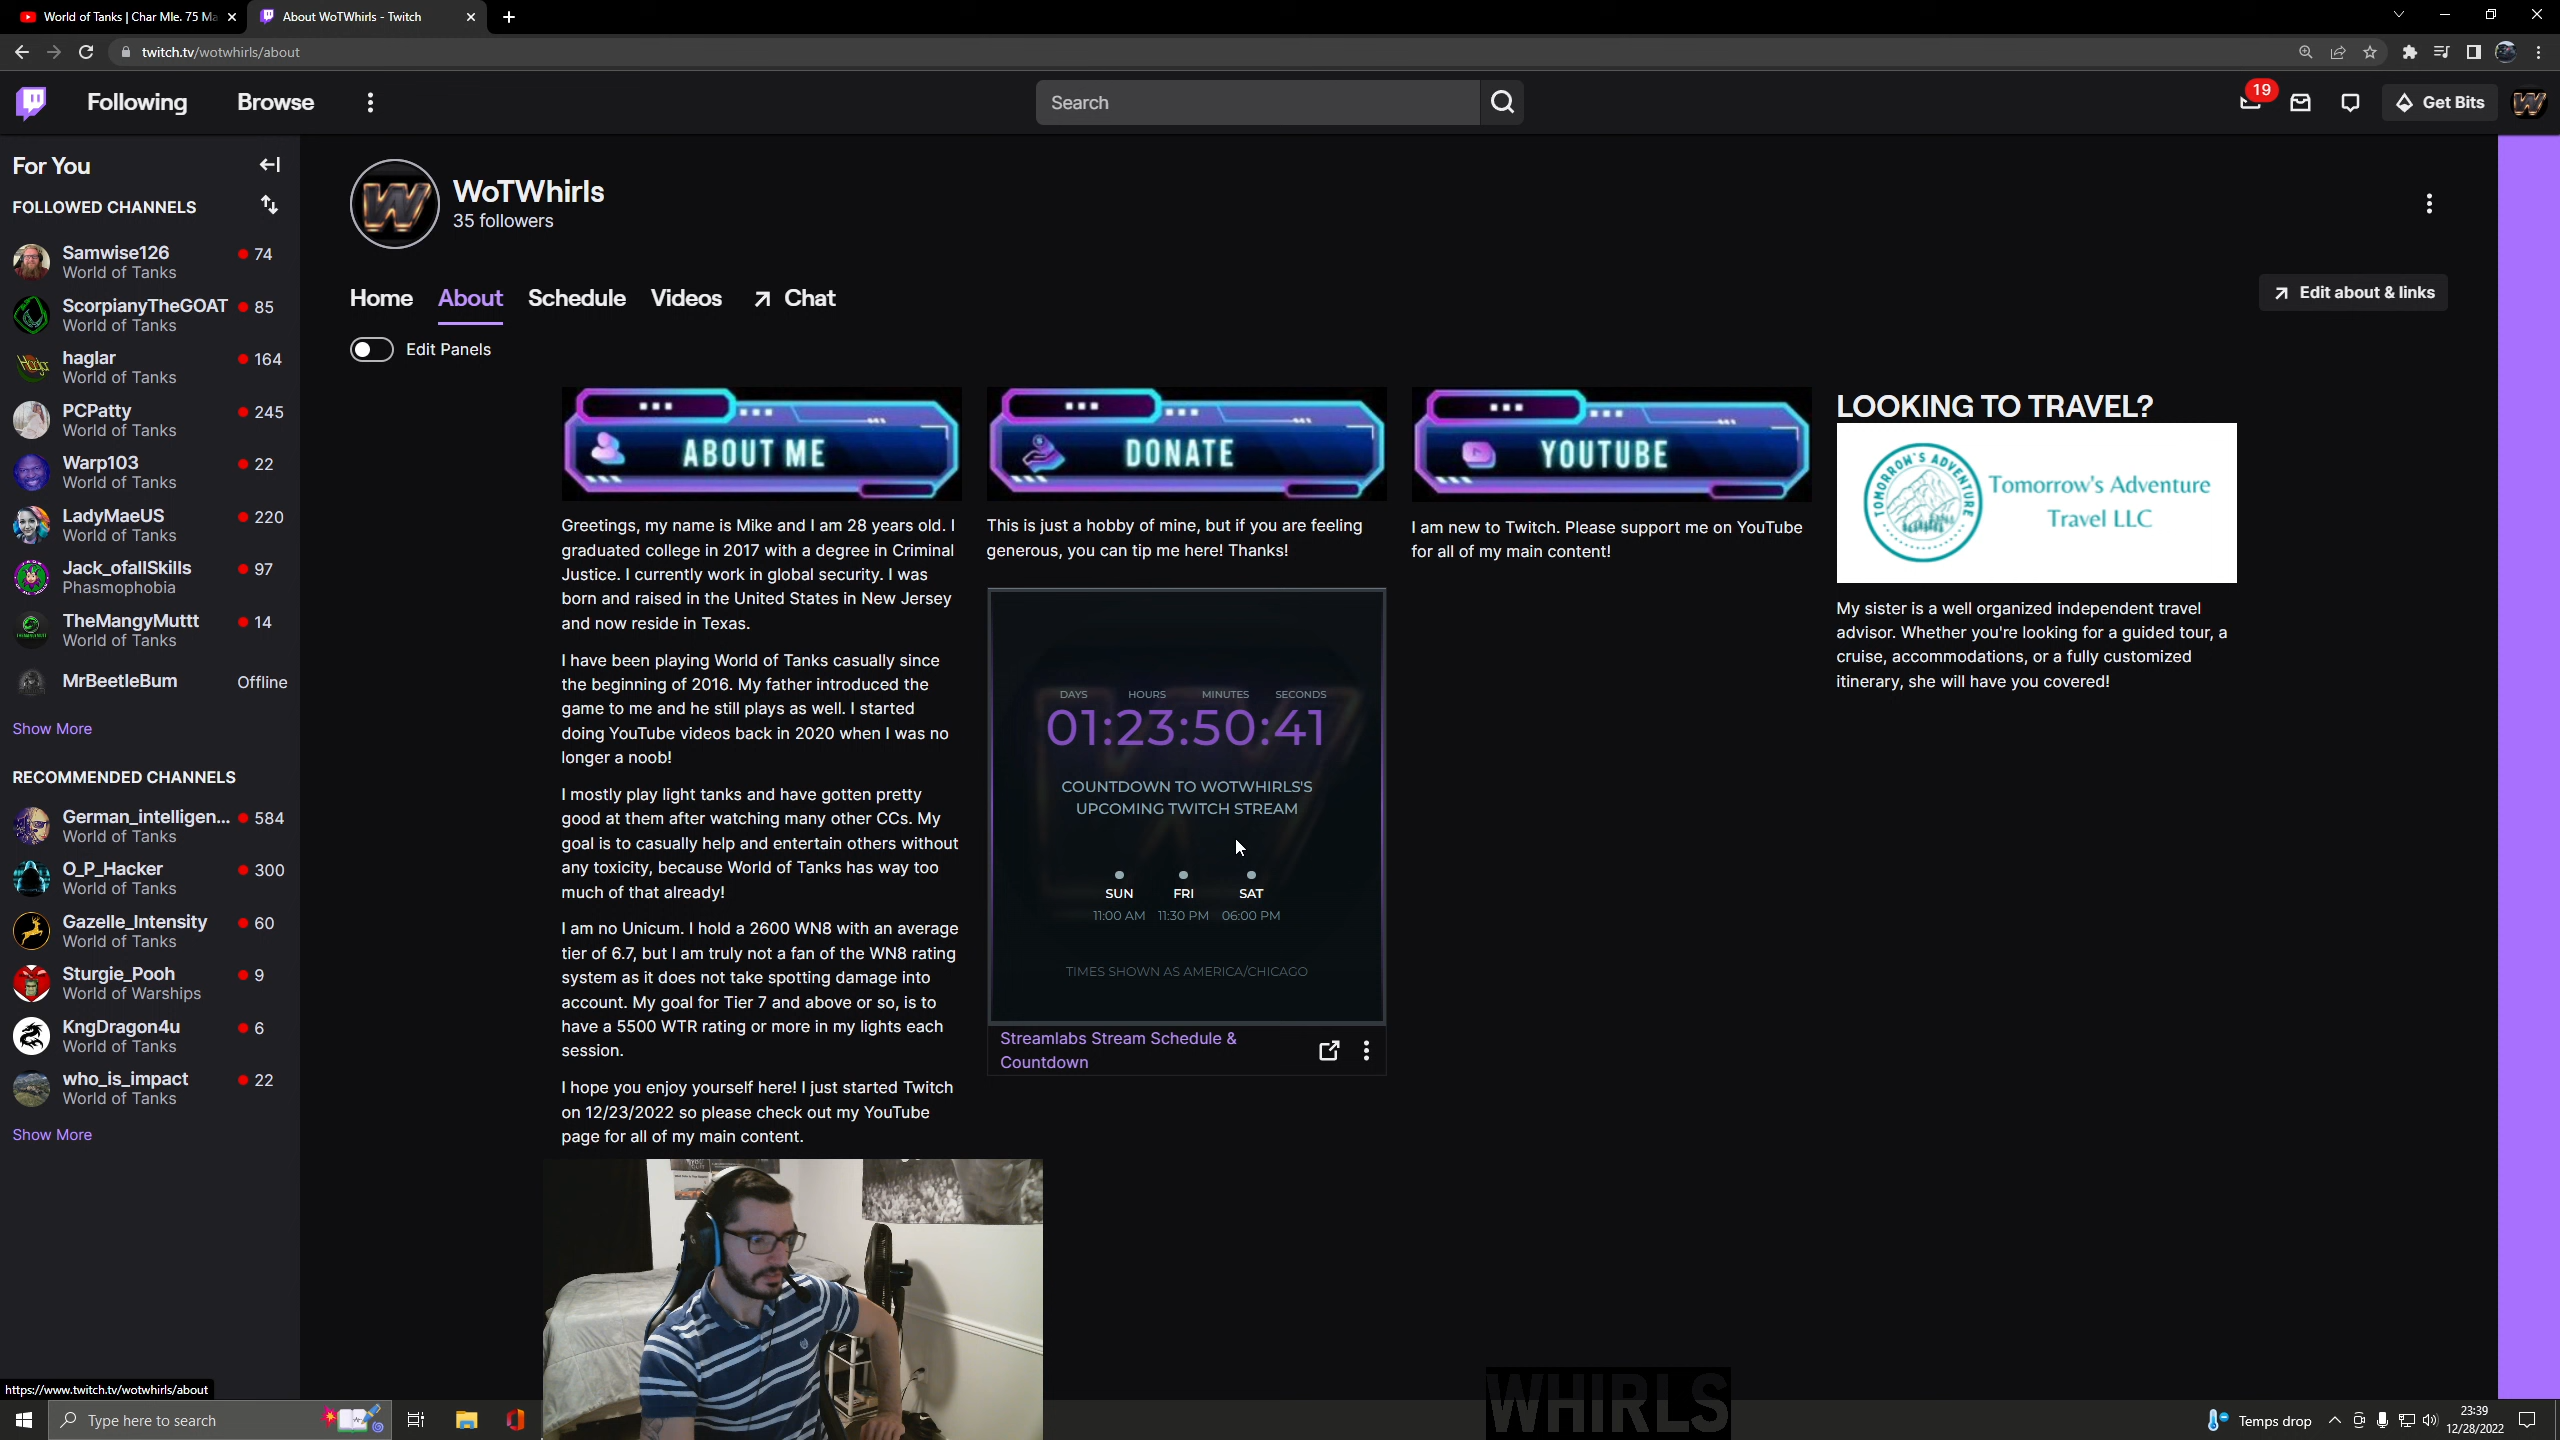 World of Tanks | Char Mle. 75 Ma
About WoTWhirls - Twitch
twitch.tv/wotwhirls/about
Following
Browse
Search
19
Get Bits
For You
FOLLOWED CHANNELS
Samwise126
74
World of Tanks
ScorpianyTheGOAT
85
World of Tanks
haglar
164
World of Tanks
PCPatty
245
World of Tanks
Warp103
22
World of Tanks
LadyMaeUS
220
World of Tanks
Jack_ofallSkills
97
Phasmophobia
TheMangyMuttt
14
World of Tanks
MrBeetleBum
Offline
Show More
RECOMMENDED CHANNELS
German_intelligen...
584
World of Tanks
O_P_Hacker
300
World of Tanks
Gazelle_Intensity
60
World of Tanks
Sturgie_Pooh
9
World of Warships
KngDragon4u
6
World of Tanks
who_is_impact
22
World of Tanks
Show More
WoTWhirls
35 followers
Home
About
Schedule
Videos
Chat
Edit about & links
Edit Panels
ABOUT ME
Greetings, my name is Mike and I am 28 years old. I
graduated college in 2017 with a degree in Criminal
Justice. I currently work in global security. I was
born and raised in the United States in New Jersey
and now reside in Texas.
I have been playing World of Tanks casually since
the beginning of 2016. My father introduced the
game to me and he still plays as well. I started
doing YouTube videos back in 2020 when I was no
longer a noob!
I mostly play light tanks and have gotten pretty
good at them after watching many other CCs. My
goal is to casually help and entertain others without
any toxicity, because World of Tanks has way too
much of that already!
I am no Unicum. I hold a 2600 WN8 with an average
tier of 6.7, but I am truly not a fan of the WN8 rating
system as it does not take spotting damage into
account. My goal for Tier 7 and above or so, is to
have a 5500 WTR rating or more in my lights each
session.
I hope you enjoy yourself here! I just started Twitch
on 12/23/2022 so please check out my YouTube
page for all of my main content.
DONATE
This is just a hobby of mine, but if you are feeling
generous, you can tip me here! Thanks!
DAYS HOURS MINUTES SECONDS
01:23:50:41
COUNTDOWN TO WOTWHIRLS'S
UPCOMING TWITCH STREAM
SUN FRI SAT
11:00 AM 11:30 PM 06:00 PM
TIMES SHOWN AS AMERICA/CHICAGO
Streamlabs Stream Schedule &
Countdown
YOUTUBE
I am new to Twitch. Please support me on YouTube
for all of my main content!
LOOKING TO TRAVEL?
TOMORROW'S ADVENTURE
TRAVEL
Tomorrow's Adventure
Travel LLC
My sister is a well organized independent travel
advisor. Whether you're looking for a guided tour, a
cruise, accommodations, or a fully customized
itinerary, she will have you covered!
WHIRLS
https://www.twitch.tv/wotwhirls/about
Type here to search
Temps drop
23:39
12/28/2022